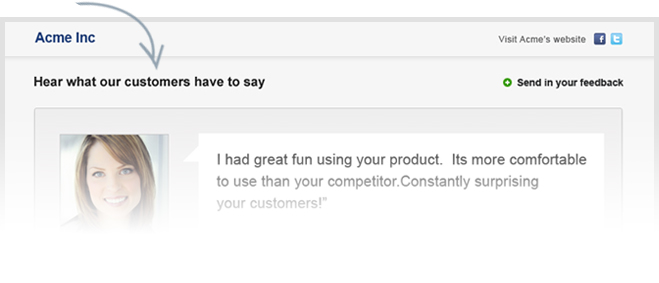 Acme Inc
Visit Acme's website
Hear what our customers have to say
Send in your feedback
I had great fun using your product.  Its more comfortable
to use than your competitor.Constantly surprising
your customers!"